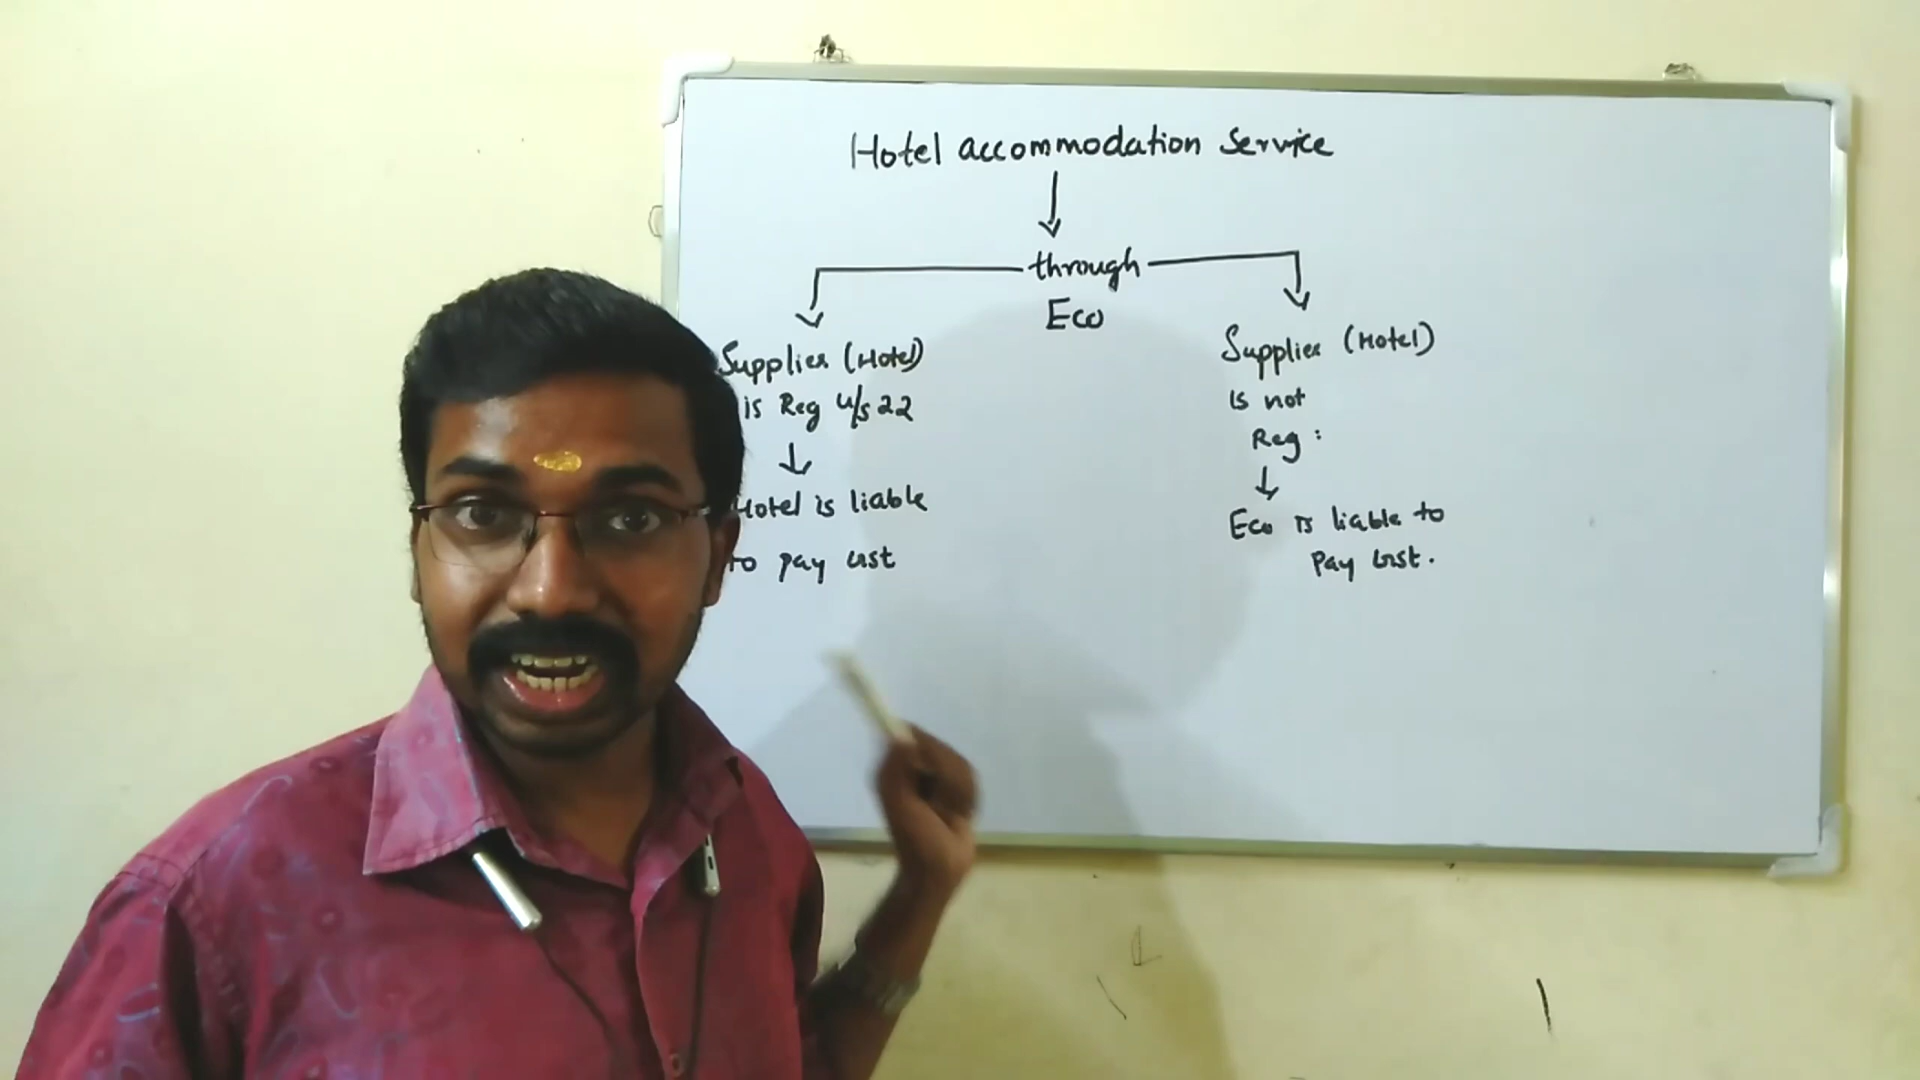 Hotel accommodation Service
through
Eco
Supplier (Hotel)
is Reg u/s 22
Hotel is liable
to pay GST
Supplier (Hotel)
is not
Reg :
Eco is liable to
Pay GST.